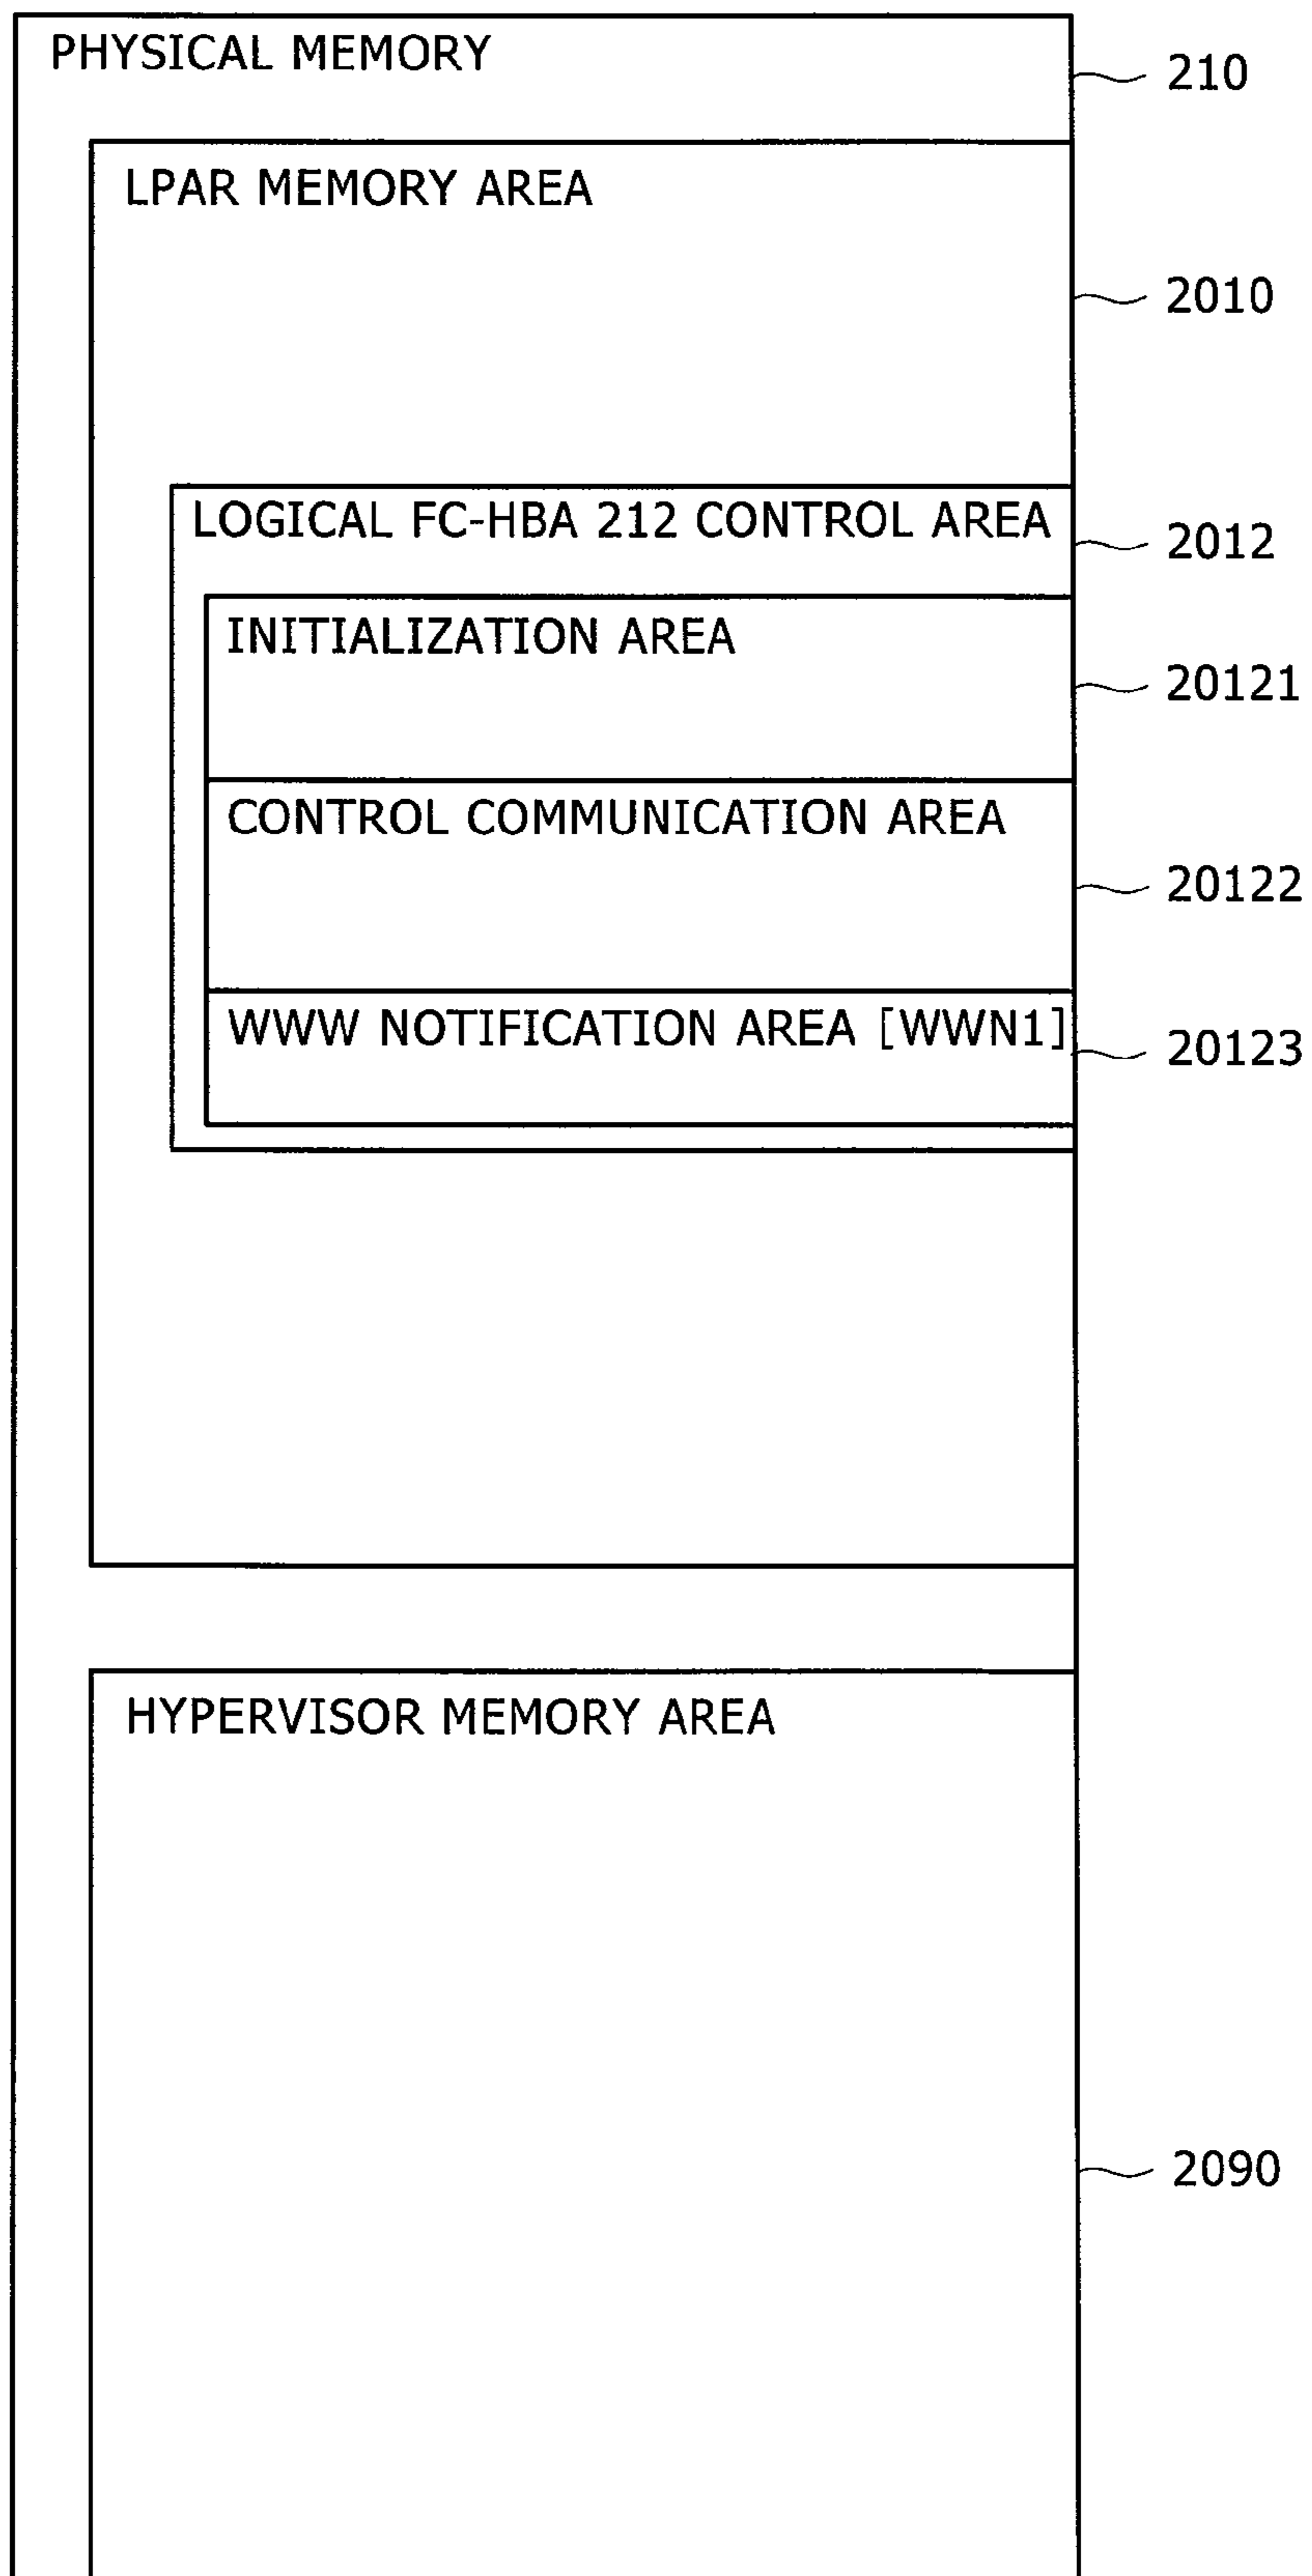 PHYSICAL MEMORY
210
LPAR MEMORY AREA
2010
LOGICAL FC-HBA 212 CONTROL AREA
2012
INITIALIZATION AREA
20121
CONTROL COMMUNICATION AREA
20122
WWW NOTIFICATION AREA [WWN1]
20123
HYPERVISOR MEMORY AREA
2090